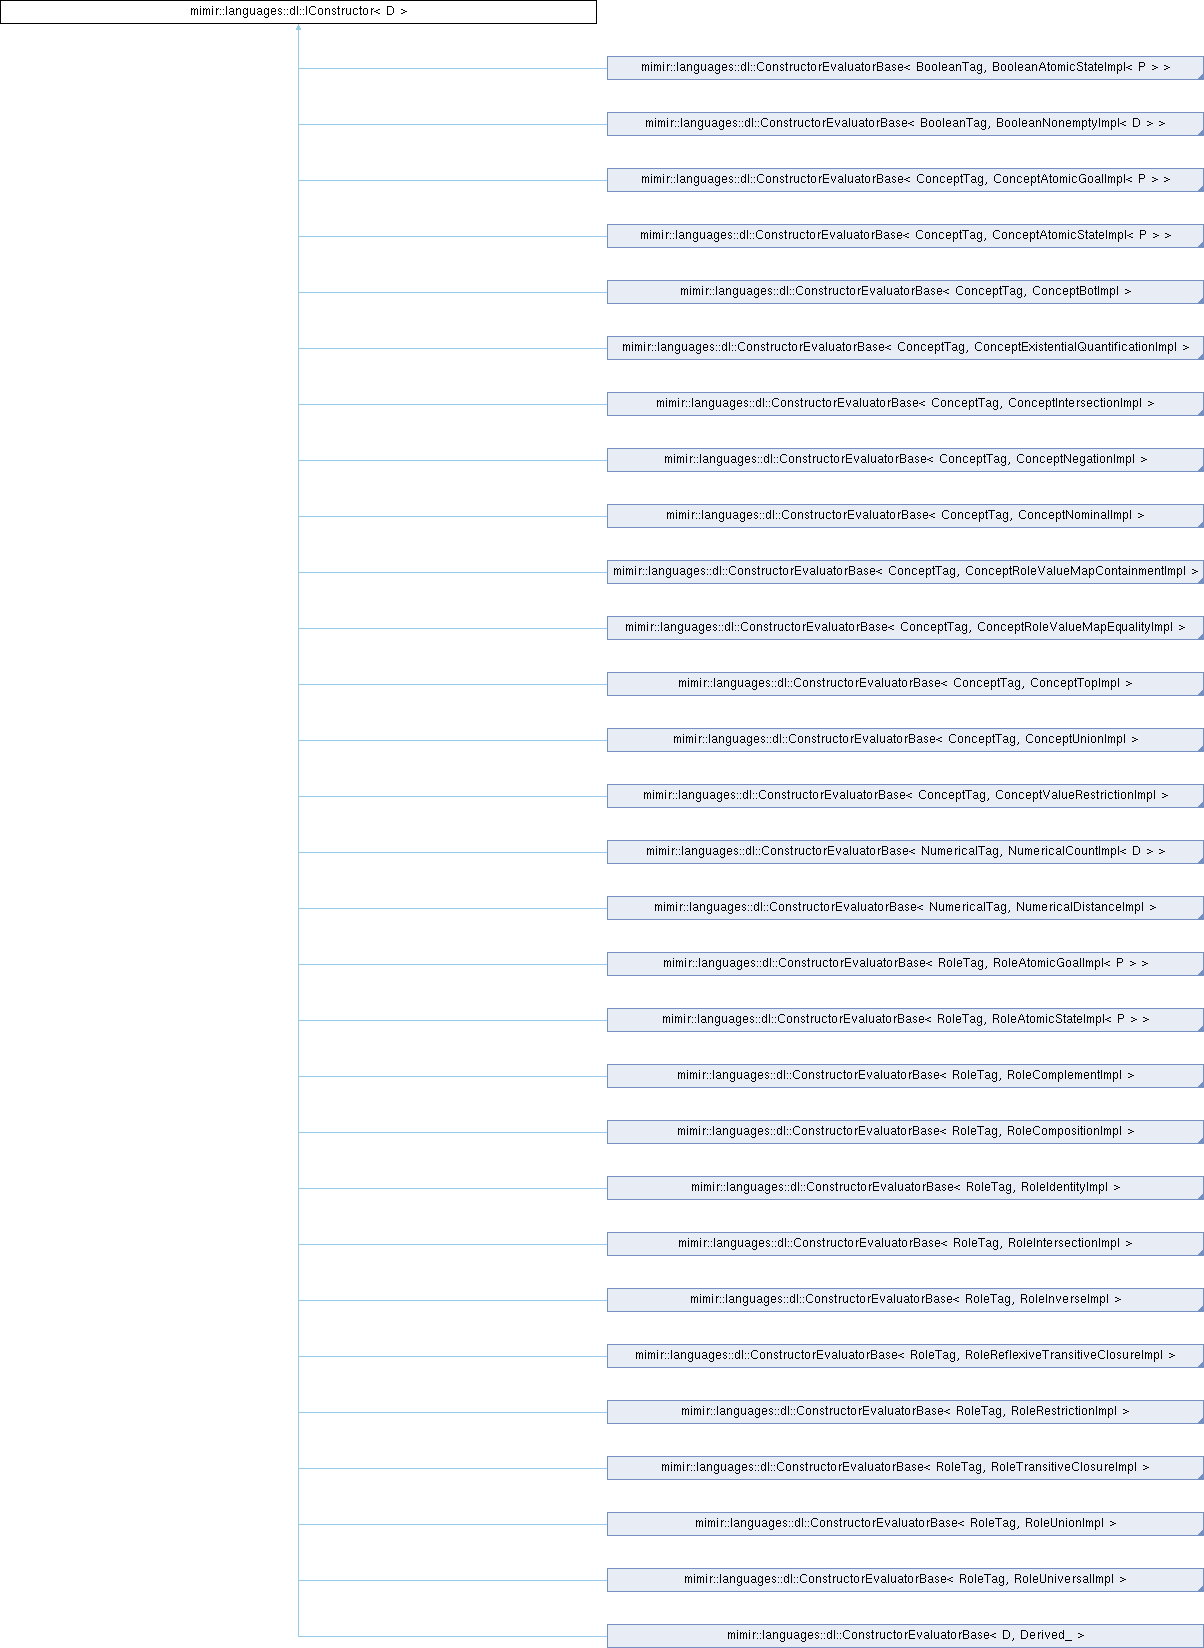 mimir::languages::dl::IConstructor< D >
mimir::languages::dl::ConstructorEvaluatorBase< BooleanTag, BooleanAtomicStateImpl< P > >
mimir::languages::dl::ConstructorEvaluatorBase< BooleanTag, BooleanNonemptyImpl< D > >
mimir::languages::dl::ConstructorEvaluatorBase< ConceptTag, ConceptAtomicGoalImpl< P > >
mimir::languages::dl::ConstructorEvaluatorBase< ConceptTag, ConceptAtomicStateImpl< P > >
mimir::languages::dl::ConstructorEvaluatorBase< ConceptTag, ConceptBotImpl >
mimir::languages::dl::ConstructorEvaluatorBase< ConceptTag, ConceptExistentialQuantificationImpl >
mimir::languages::dl::ConstructorEvaluatorBase< ConceptTag, ConceptIntersectionImpl >
mimir::languages::dl::ConstructorEvaluatorBase< ConceptTag, ConceptNegationImpl >
mimir::languages::dl::ConstructorEvaluatorBase< ConceptTag, ConceptNominalImpl >
mimir::languages::dl::ConstructorEvaluatorBase< ConceptTag, ConceptRoleValueMapContainmentImpl >
mimir::languages::dl::ConstructorEvaluatorBase< ConceptTag, ConceptRoleValueMapEqualityImpl >
mimir::languages::dl::ConstructorEvaluatorBase< ConceptTag, ConceptTopImpl >
mimir::languages::dl::ConstructorEvaluatorBase< ConceptTag, ConceptUnionImpl >
mimir::languages::dl::ConstructorEvaluatorBase< ConceptTag, ConceptValueRestrictionImpl >
mimir::languages::dl::ConstructorEvaluatorBase< NumericalTag, NumericalCountImpl< D > >
mimir::languages::dl::ConstructorEvaluatorBase< NumericalTag, NumericalDistanceImpl >
mimir::languages::dl::ConstructorEvaluatorBase< RoleTag, RoleAtomicGoalImpl< P > >
mimir::languages::dl::ConstructorEvaluatorBase< RoleTag, RoleAtomicStateImpl< P > >
mimir::languages::dl::ConstructorEvaluatorBase< RoleTag, RoleComplementImpl >
mimir::languages::dl::ConstructorEvaluatorBase< RoleTag, RoleCompositionImpl >
mimir::languages::dl::ConstructorEvaluatorBase< RoleTag, RoleIdentityImpl >
mimir::languages::dl::ConstructorEvaluatorBase< RoleTag, RoleIntersectionImpl >
mimir::languages::dl::ConstructorEvaluatorBase< RoleTag, RoleInverseImpl >
mimir::languages::dl::ConstructorEvaluatorBase< RoleTag, RoleReflexiveTransitiveClosureImpl >
mimir::languages::dl::ConstructorEvaluatorBase< RoleTag, RoleRestrictionImpl >
mimir::languages::dl::ConstructorEvaluatorBase< RoleTag, RoleTransitiveClosureImpl >
mimir::languages::dl::ConstructorEvaluatorBase< RoleTag, RoleUnionImpl >
mimir::languages::dl::ConstructorEvaluatorBase< RoleTag, RoleUniversalImpl >
mimir::languages::dl::ConstructorEvaluatorBase< D, Derived_ >